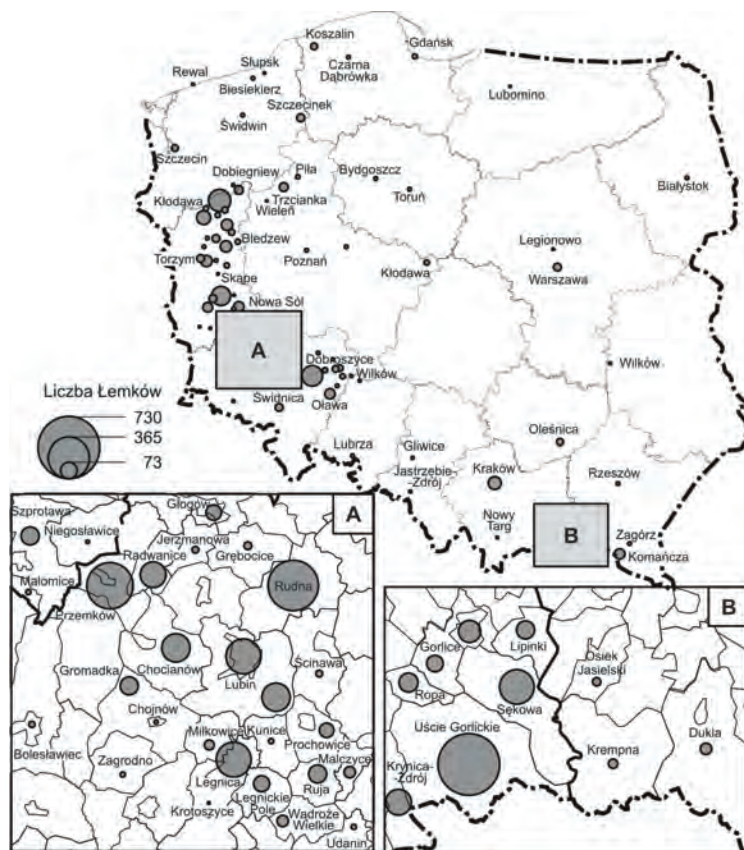 Koszalin
Gdańsk
Słupsk
Czarna
Dąbrówka
Rewal
Biesiekierz
Lubomino
Szczecinek
Świdwin
Szczecin
Dobiegniew
Piła
Bydgoszcz
Białystok
Trzcianka
Toruń
Kłodawa
Wieleń
Bledzew
Legionowo
Poznań
Torzym
Kłodawa
Warszawa
Skąpe
Nowa Sól
A
Dobroszyce
Wilków
Wilków
Liczba Łemków
Świdnica
Oława
730
365
73
Oleśnica
Lubrza
Gliwice
Kraków
Jastrzębie-
Zdrój
Rzeszów
Nowy
Targ
B
Zagórz
Komańcza
A
Głogów
Szprotawa
Niegosławice
Jerzmanowa
Radwanice
Grębocice
Małomice
Rudna
Przemków
Chocianów
Gromadka
Lubin
Ścinawa
Chojnów
Miłkowice
Kunice
Prochowice
Bolesławiec
Zagrodno
Malczyce
Legnica
Legnickie
Pole
Ruja
Krotoszyce
Wądroże
Wielkie
Udanin
B
Gorlice
Lipinki
Osiek
Jasielski
Ropa
Sękowa
Uście Gorlickie
Dukla
Krempna
Krynica-
Zdrój